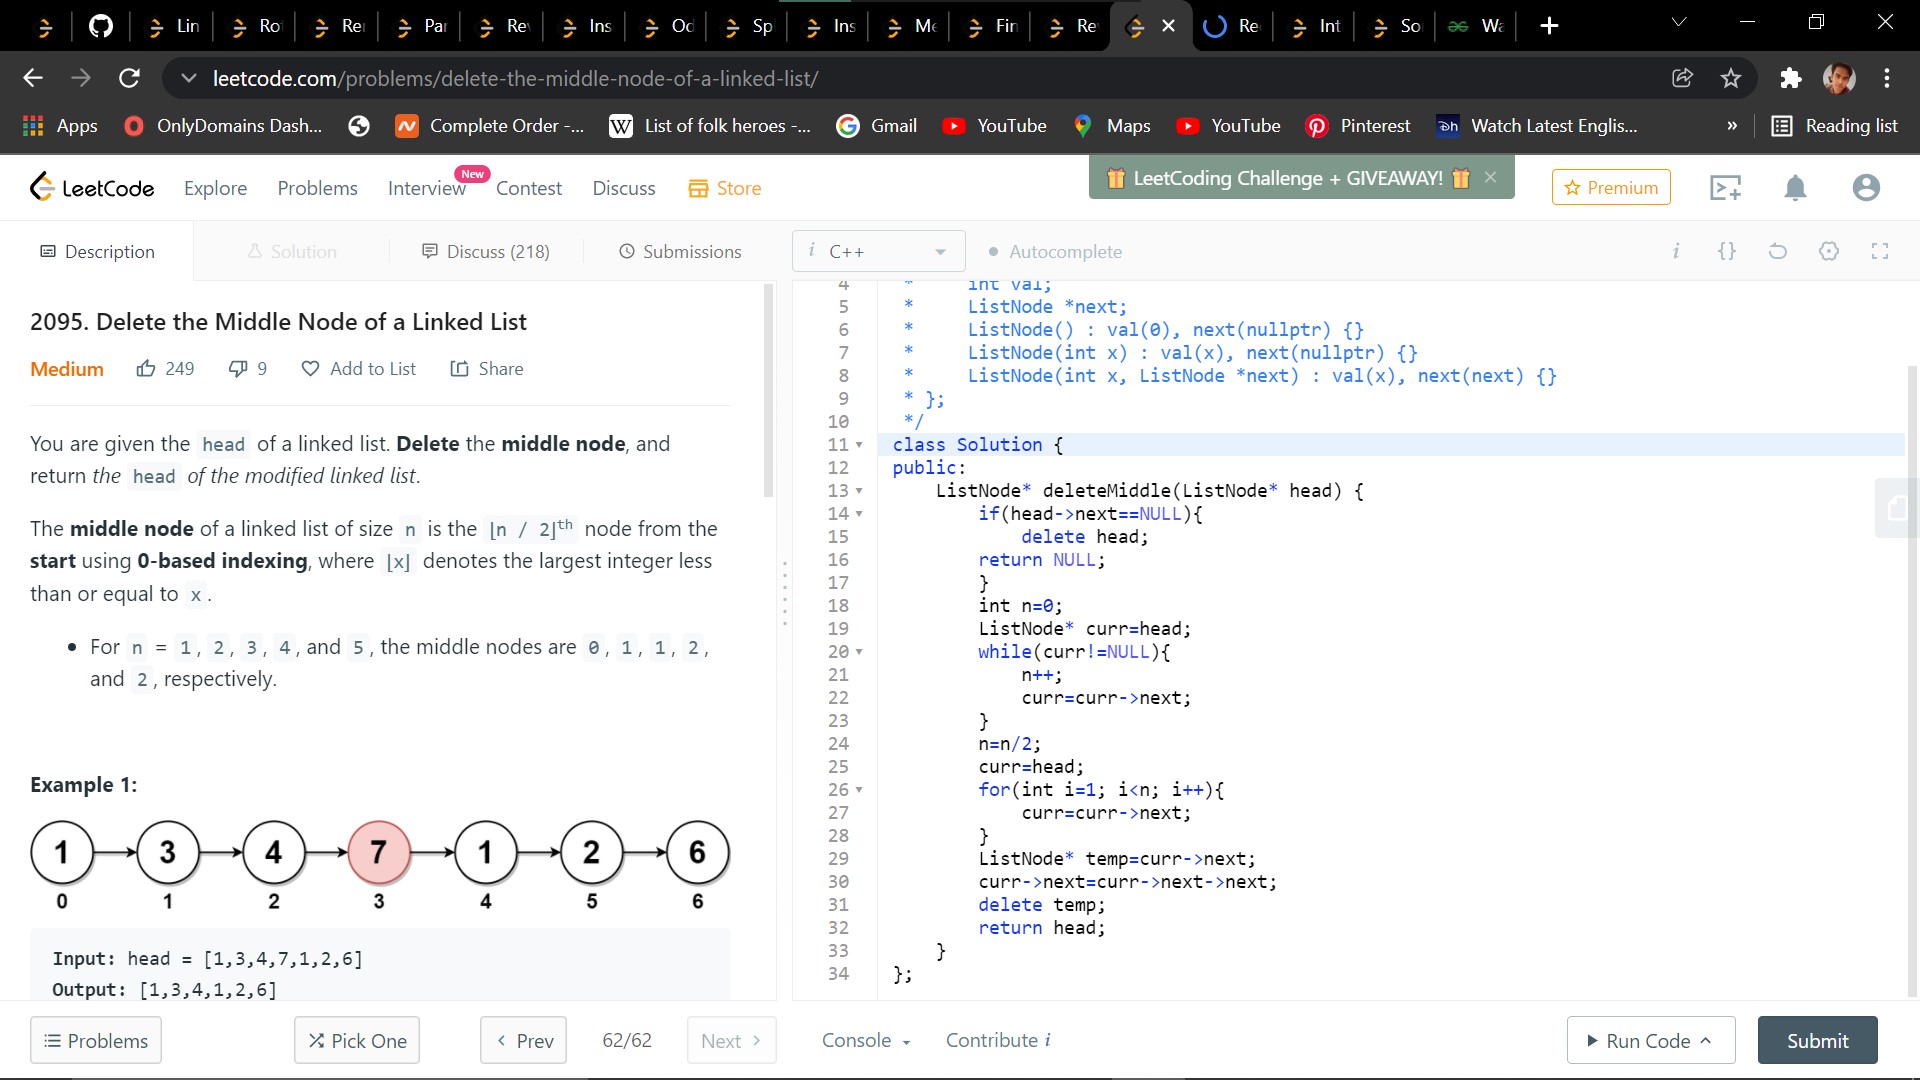 Lin
Ro
Re
Par
Rev
Ins
Od
Sp
Ins
Me
Fin
Re
Re
Int
So
Wa
leetcode.com/problems/delete-the-middle-node-of-a-linked-list/
Apps OnlyDomains Dash... Complete Order -... List of folk heroes -... Gmail YouTube Maps YouTube Pinterest Watch Latest Englis... » Reading list
LeetCode Explore Problems Interview New Contest Discuss Store LeetCoding Challenge + GIVEAWAY! Premium
Description Solution Discuss (218) Submissions i C++ Autocomplete i {}
2095. Delete the Middle Node of a Linked List
Medium 249 9 Add to List Share
You are given the head of a linked list. Delete the middle node, and
return the head of the modified linked list.
The middle node of a linked list of size n is the ⌊n / 2⌋th node from the
start using 0-based indexing, where ⌊x⌋ denotes the largest integer less
than or equal to x.
• For n = 1, 2, 3, 4, and 5, the middle nodes are 0, 1, 1, 2,
and 2, respectively.
Example 1:
1 3 4 7 1 2 6
0 1 2 3 4 5 6
Input: head = [1,3,4,7,1,2,6]
Output: [1,3,4,1,2,6]
4 * int val;
5 * ListNode *next;
6 * ListNode() : val(0), next(nullptr) {}
7 * ListNode(int x) : val(x), next(nullptr) {}
8 * ListNode(int x, ListNode *next) : val(x), next(next) {}
9 * };
10 */
11 class Solution {
12 public:
13 ListNode* deleteMiddle(ListNode* head) {
14 if(head->next==NULL){
15 delete head;
16 return NULL;
17 }
18 int n=0;
19 ListNode* curr=head;
20 while(curr!=NULL){
21 n++;
22 curr=curr->next;
23 }
24 n=n/2;
25 curr=head;
26 for(int i=1; i<n; i++){
27 curr=curr->next;
28 }
29 ListNode* temp=curr->next;
30 curr->next=curr->next->next;
31 delete temp;
32 return head;
33 }
34 };
Problems Pick One Prev 62/62 Next Console Contribute i Run Code Submit